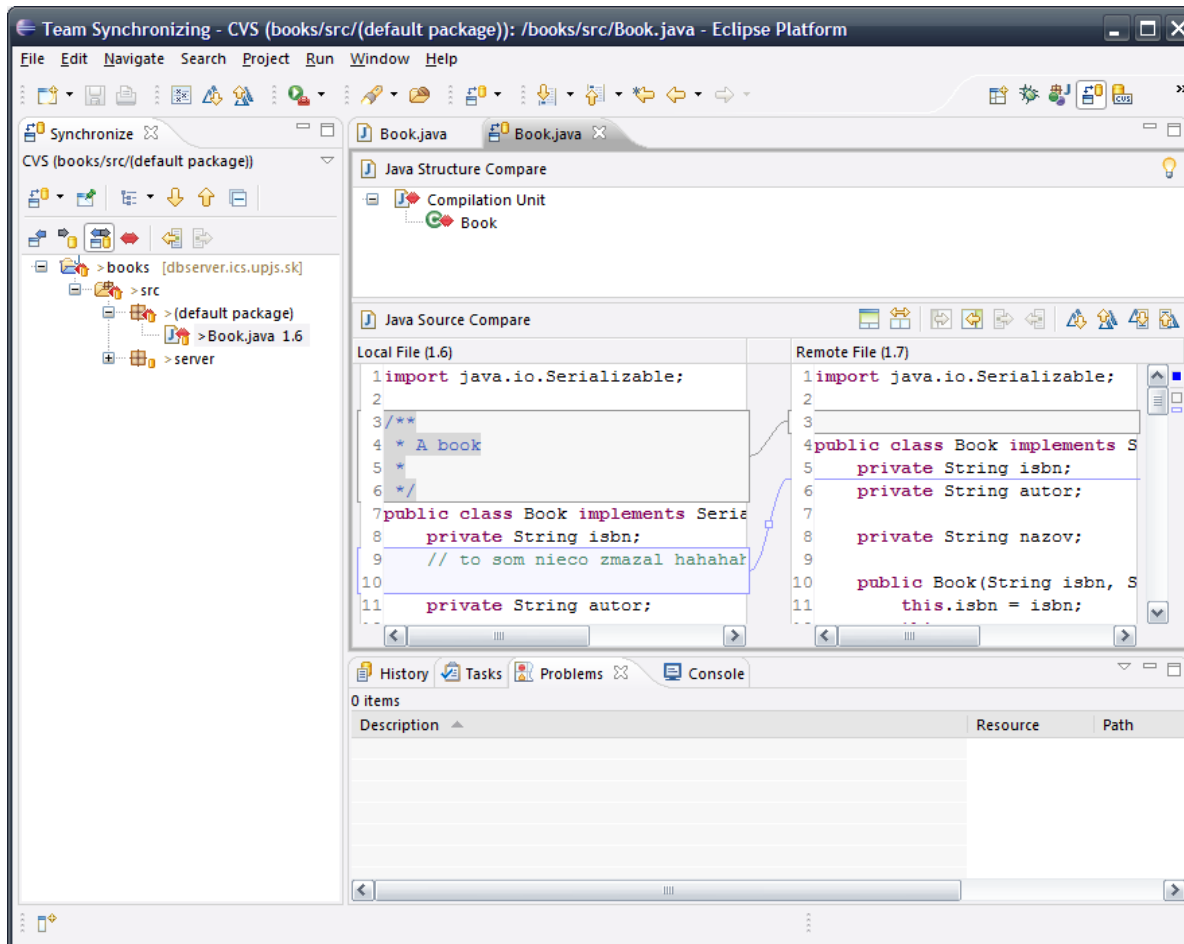 Team Synchronizing - CVS (books/src/(default package)): /books/src/Book.java - Eclipse Platform
File Edit Navigate Search Project Run Window Help
CVS
»
Synchronize
CVS (books/src/(default package))
>books [dbserver.ics.upjs.sk]
>src
>(default package)
>Book.java 1.6
>server
Book.java Book.java
Java Structure Compare
Compilation Unit
Book
Java Source Compare
Local File (1.6)
1 import java.io.Serializable;
2
3 /**
4 * A book
5 *
6 */
7 public class Book implements Seria
8 private String isbn;
9 // to som nieco zmazal hahahah
10
11 private String autor;
Remote File (1.7)
1 import java.io.Serializable;
2
3
4 public class Book implements S
5 private String isbn;
6 private String autor;
7
8 private String nazov;
9
10 public Book(String isbn, S
11 this.isbn = isbn;
History Tasks Problems Console
0 items
Description Resource Path